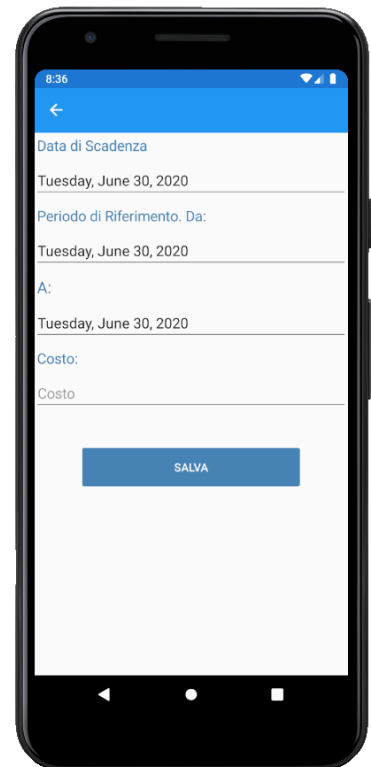 8:36
Data di Scadenza
Tuesday, June 30, 2020
Periodo di Riferimento. Da:
Tuesday, June 30, 2020
A:
Tuesday, June 30, 2020
Costo:
Costo
SALVA